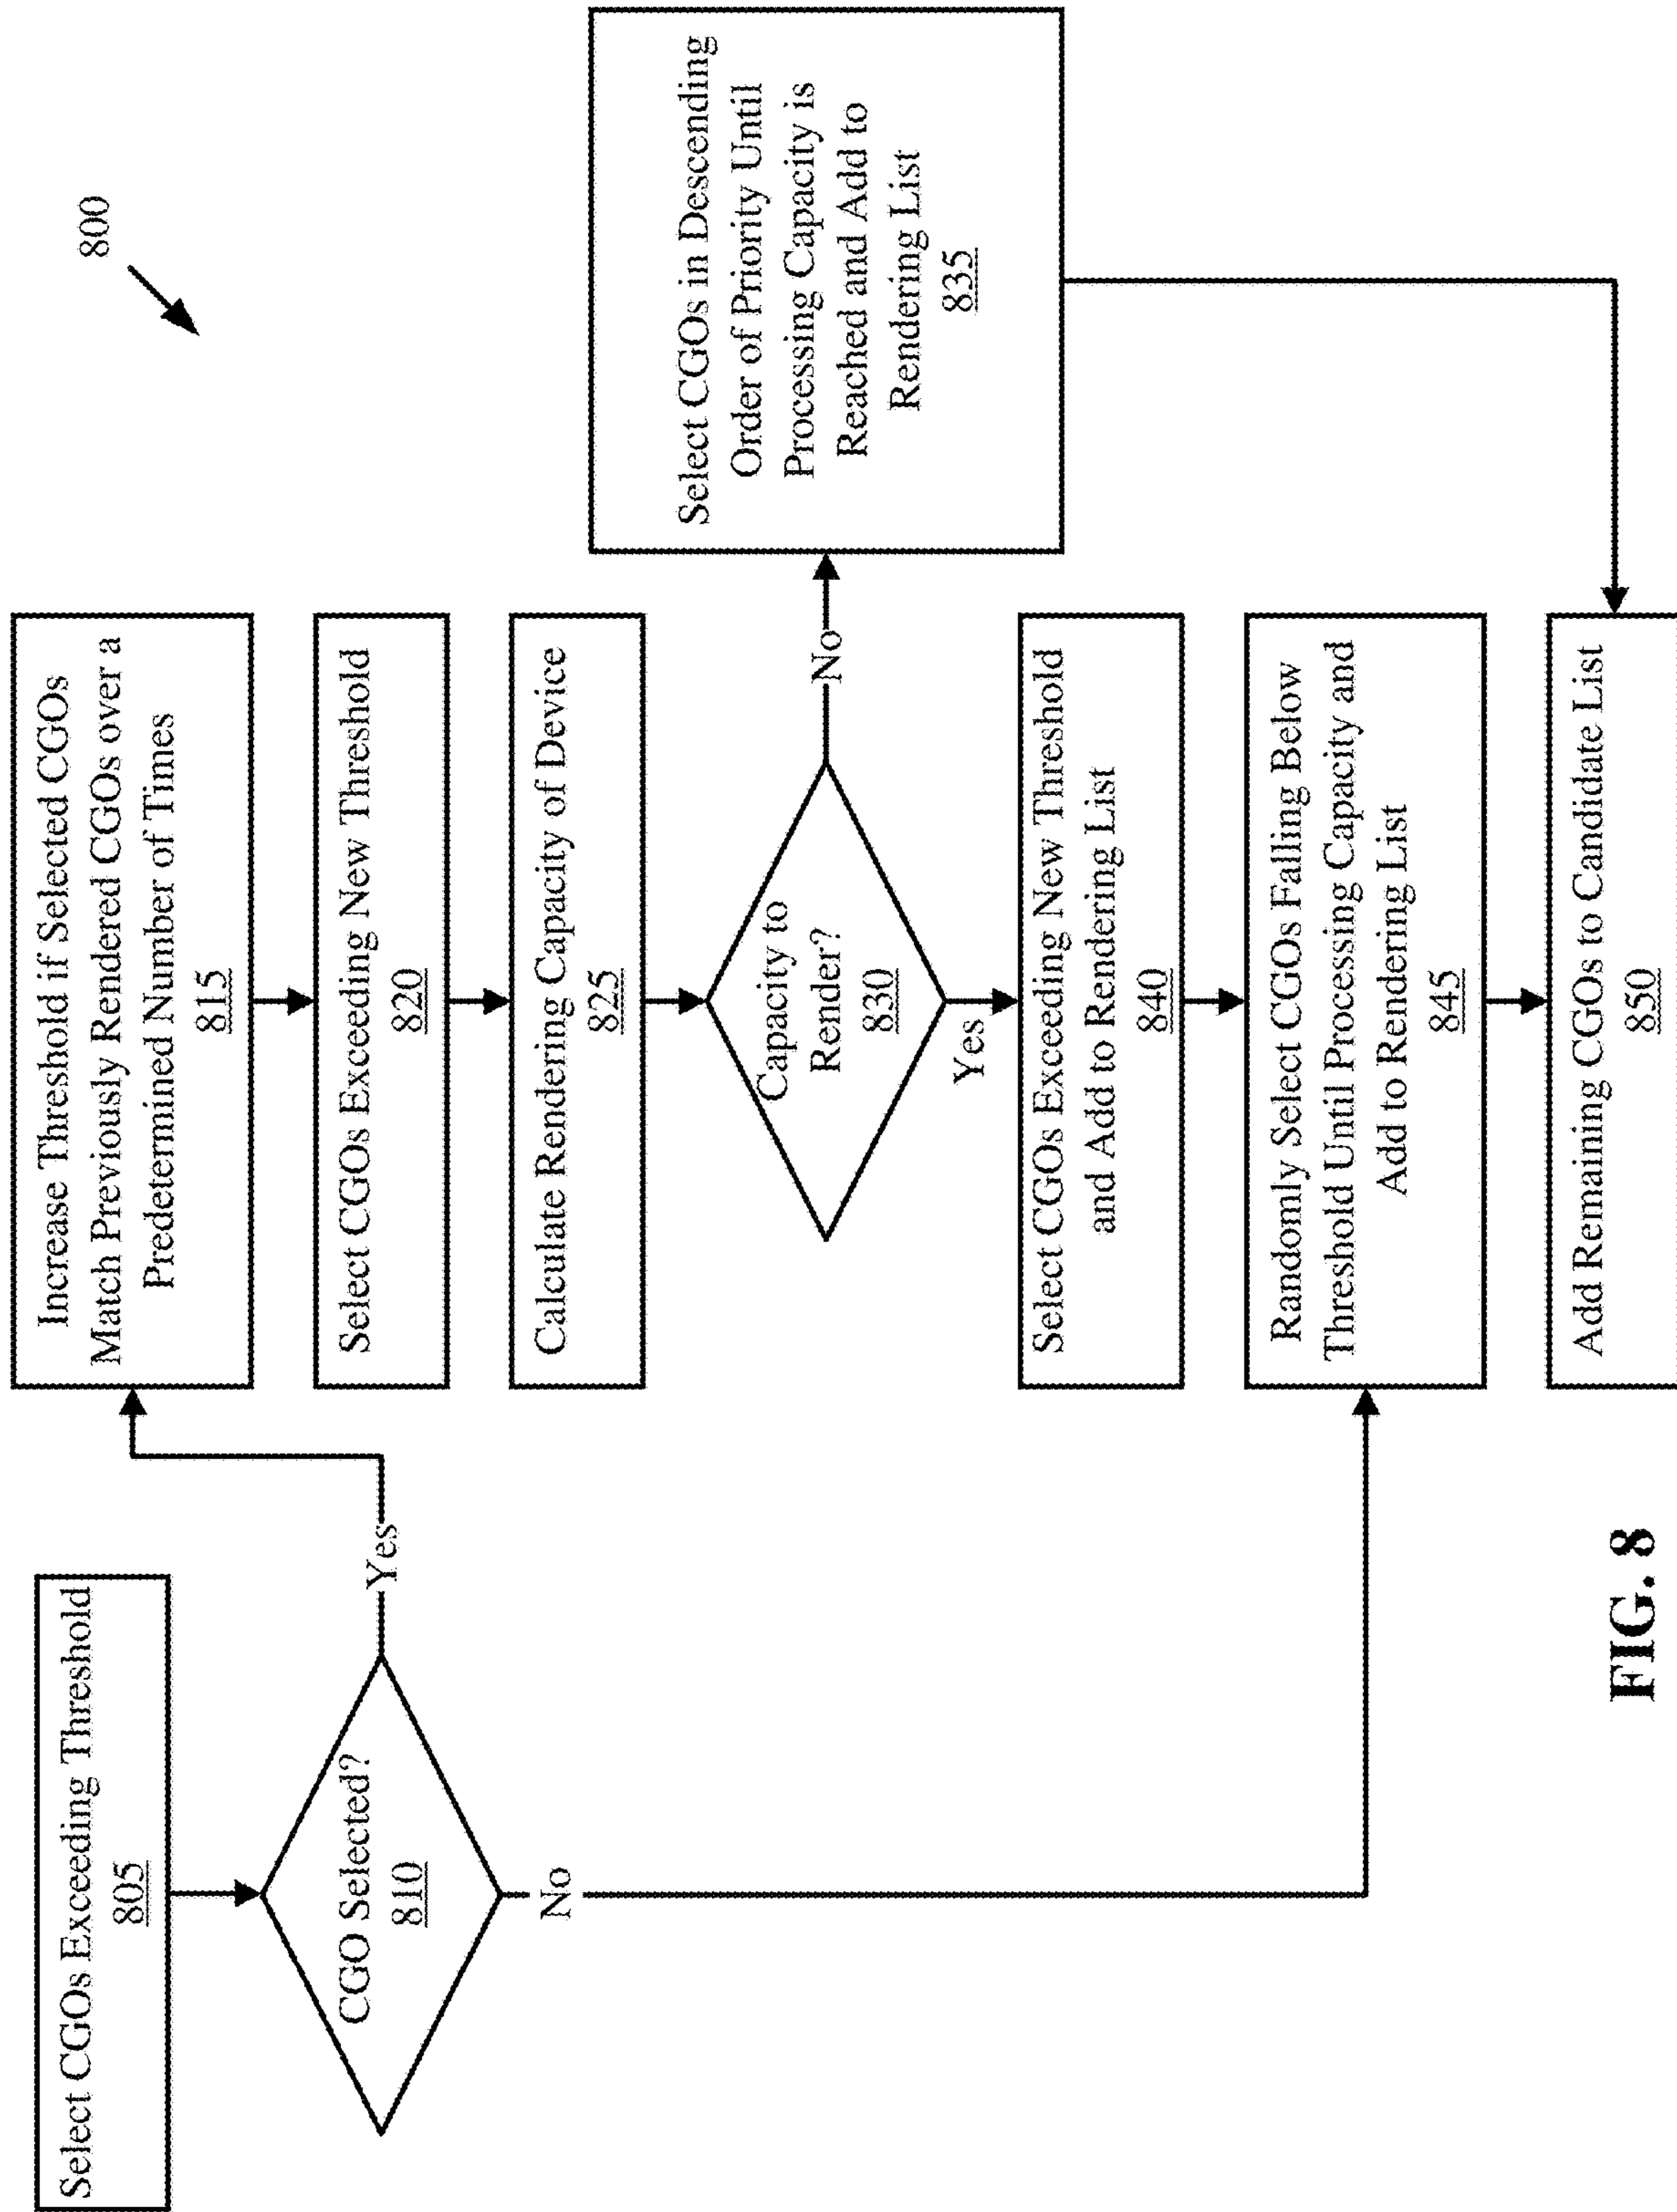 800
Select CGOs Exceeding Threshold
805
CGO Selected?
810
Yes
No
Increase Threshold if Selected CGOs
Match Previously Rendered CGOs over a
Predetermined Number of Times
815
Select CGOs Exceeding New Threshold
820
Calculate Rendering Capacity of Device
825
Capacity to
Render?
830
No
Yes
Select CGOs in Descending
Order of Priority Until
Processing Capacity is
Reached and Add to
Rendering List
835
Select CGOs Exceeding New Threshold
and Add to Rendering List
840
Randomly Select CGOs Falling Below
Threshold Until Processing Capacity and
Add to Rendering List
845
Add Remaining CGOs to Candidate List
850
FIG. 8